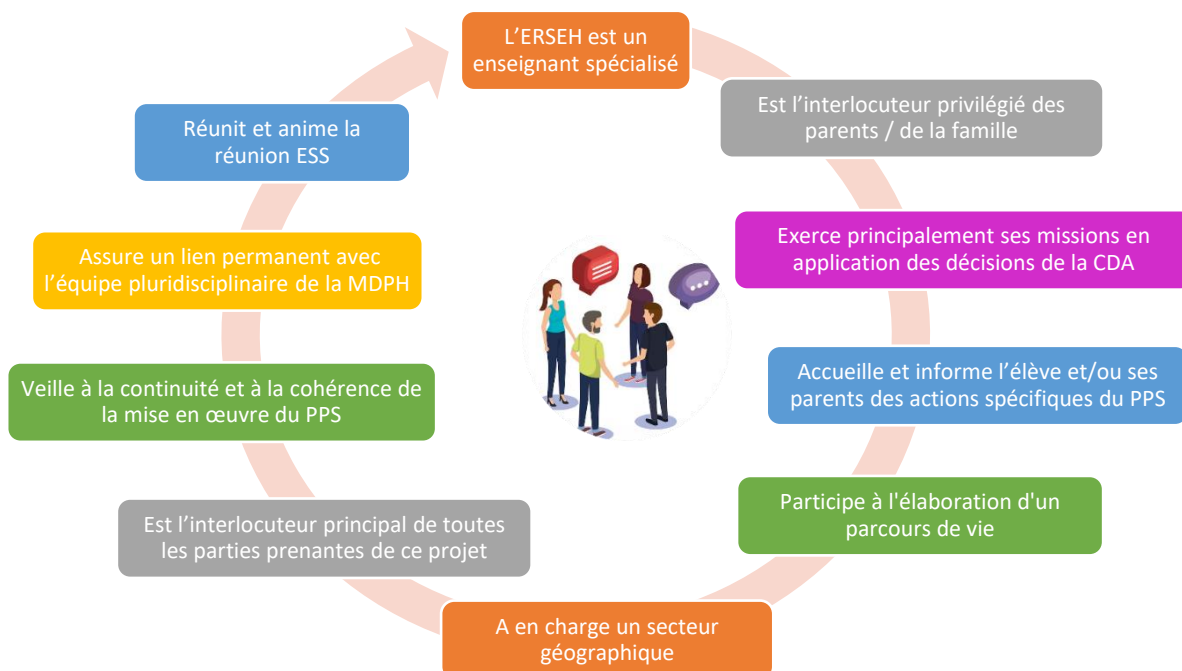 L’ERSEH est un
enseignant spécialisé
Est l’interlocuteur privilégié des
parents / de la famille
Exerce principalement ses missions en
application des décisions de la CDA
Accueille et informe l’élève et/ou ses
parents des actions spécifiques du PPS
Participe à l'élaboration d'un
parcours de vie
A en charge un secteur
géographique
Est l’interlocuteur principal de toutes
les parties prenantes de ce projet
Veille à la continuité et à la cohérence de
la mise en œuvre du PPS
Assure un lien permanent avec
l’équipe pluridisciplinaire de la MDPH
Réunit et anime la
réunion ESS